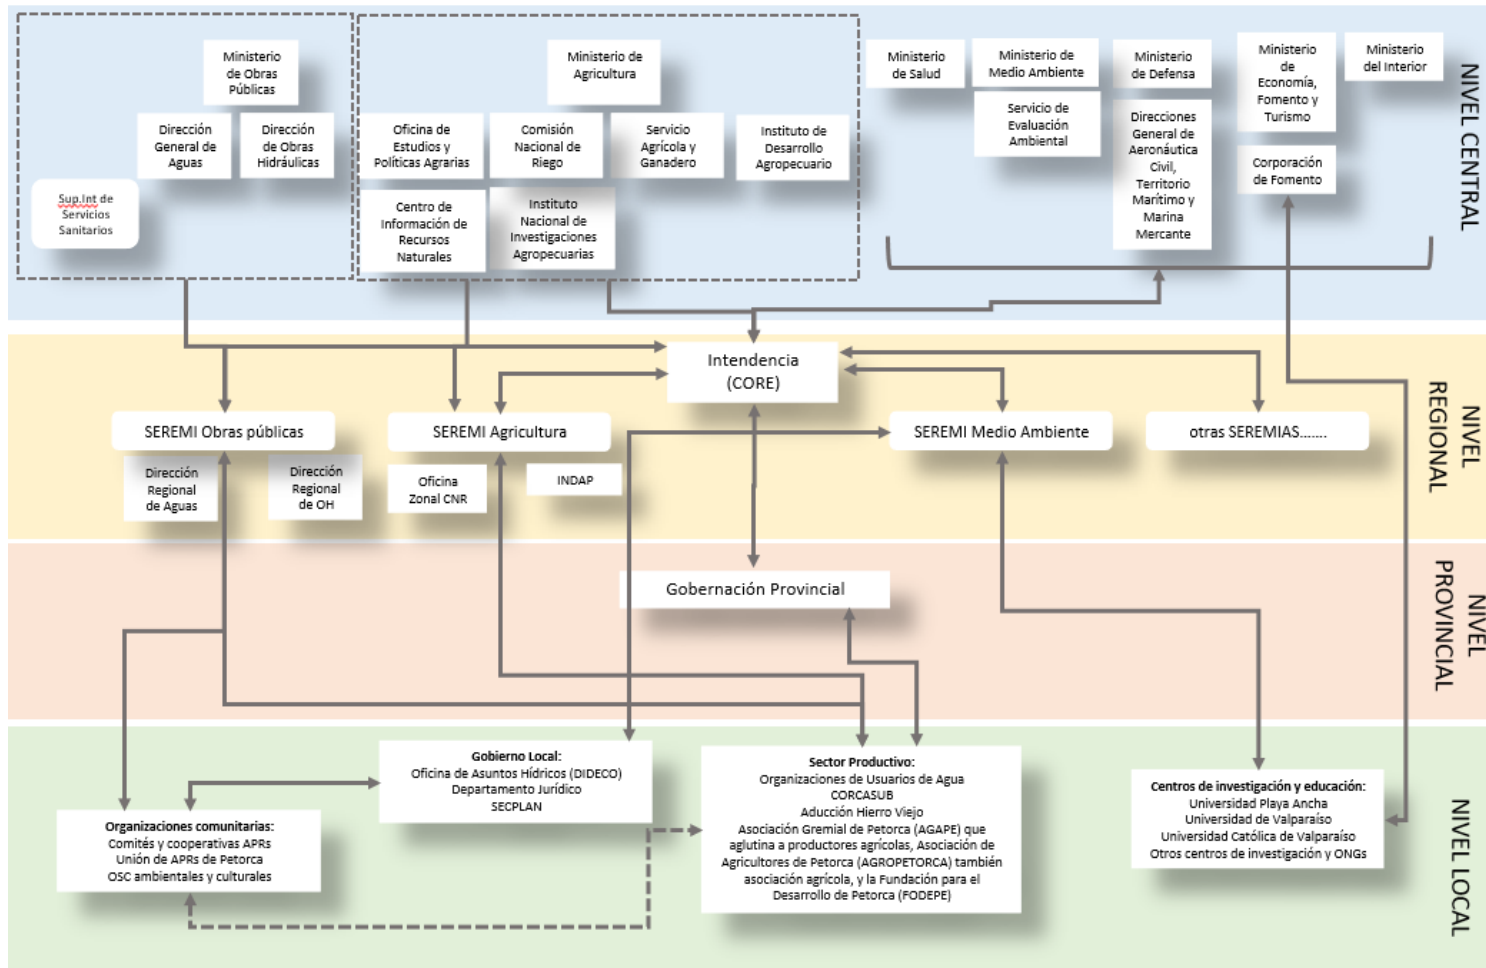 Ministerio
de Obras
Públicas
Dirección
General de
Aguas
Dirección
de Obras
Hidráulicas
Sup.Int de
Servicios
Sanitarios
Ministerio de
Agricultura
Oficina de
Estudios y
Políticas Agrarias
Comisión
Nacional de
Riego
Servicio
Agrícola y
Ganadero
Instituto de
Desarrollo
Agropecuario
Centro de
Información de
Recursos
Naturales
Instituto
Nacional de
Investigaciones
Agropecuarias
Ministerio
de Salud
Ministerio de
Medio Ambiente
Servicio de
Evaluación
Ambiental
Ministerio
de Defensa
Direcciones
General de
Aeronáutica
Civil,
Territorio
Marítimo y
Marina
Mercante
Ministerio
de
Economía,
Fomento y
Turismo
Corporación
de Fomento
Ministerio
del Interior
NIVEL CENTRAL
Intendencia
(CORE)
SEREMI Obras públicas
Dirección
Regional
de Aguas
Dirección
Regional
de OH
SEREMI Agricultura
Oficina
Zonal CNR
INDAP
SEREMI Medio Ambiente
otras SEREMIAS.......
NIVEL
REGIONAL
Gobernación Provincial
NIVEL
PROVINCIAL
Organizaciones comunitarias:
Comités y cooperativas APRs
Unión de APRs de Petorca
OSC ambientales y culturales
Gobierno Local:
Oficina de Asuntos Hídricos (DIDECO)
Departamento Jurídico
SECPLAN
Sector Productivo:
Organizaciones de Usuarios de Agua
CORCASUB
Aducción Hierro Viejo
Asociación Gremial de Petorca (AGAPE) que
aglutina a productores agrícolas, Asociación de
Agricultores de Petorca (AGROPETORCA) también
asociación agrícola, y la Fundación para el
Desarrollo de Petorca (FODEPE)
Centros de investigación y educación:
Universidad Playa Ancha
Universidad de Valparaíso
Universidad Católica de Valparaíso
Otros centros de investigación y ONGs
NIVEL LOCAL